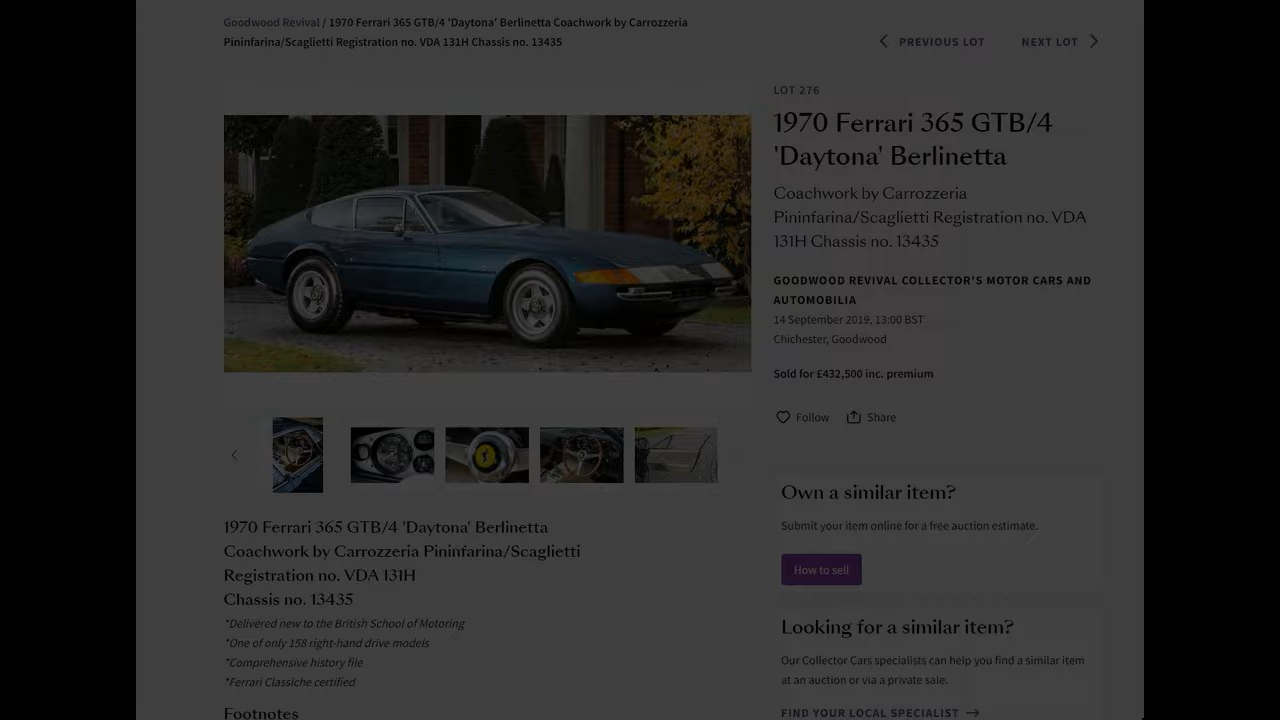 Goodwood Revival / 1970 Ferrari 365 GTB/4 'Daytona' Berlinetta Coachwork by Carrozzeria
Pininfarina/Scaglietti Registration no. VDA 131H Chassis no. 13435
PREVIOUS LOT
NEXT LOT
LOT 276
1970 Ferrari 365 GTB/4
'Daytona' Berlinetta
Coachwork by Carrozzeria
Pininfarina/Scaglietti Registration no. VDA
131H Chassis no. 13435
GOODWOOD REVIVAL COLLECTOR'S MOTOR CARS AND
AUTOMOBILIA
14 September 2019, 13:00 BST
Chichester, Goodwood
Sold for £432,500 inc. premium
Follow
Share
Own a similar item?
Submit your item online for a free auction estimate.
How to sell
Looking for a similar item?
Our Collector Cars specialists can help you find a similar item
at an auction or via a private sale.
FIND YOUR LOCAL SPECIALIST
1970 Ferrari 365 GTB/4 'Daytona' Berlinetta
Coachwork by Carrozzeria Pininfarina/Scaglietti
Registration no. VDA 131H
Chassis no. 13435
*Delivered new to the British School of Motoring
*One of only 158 right-hand drive models
*Comprehensive history file
*Ferrari Classiche certified
Footnotes